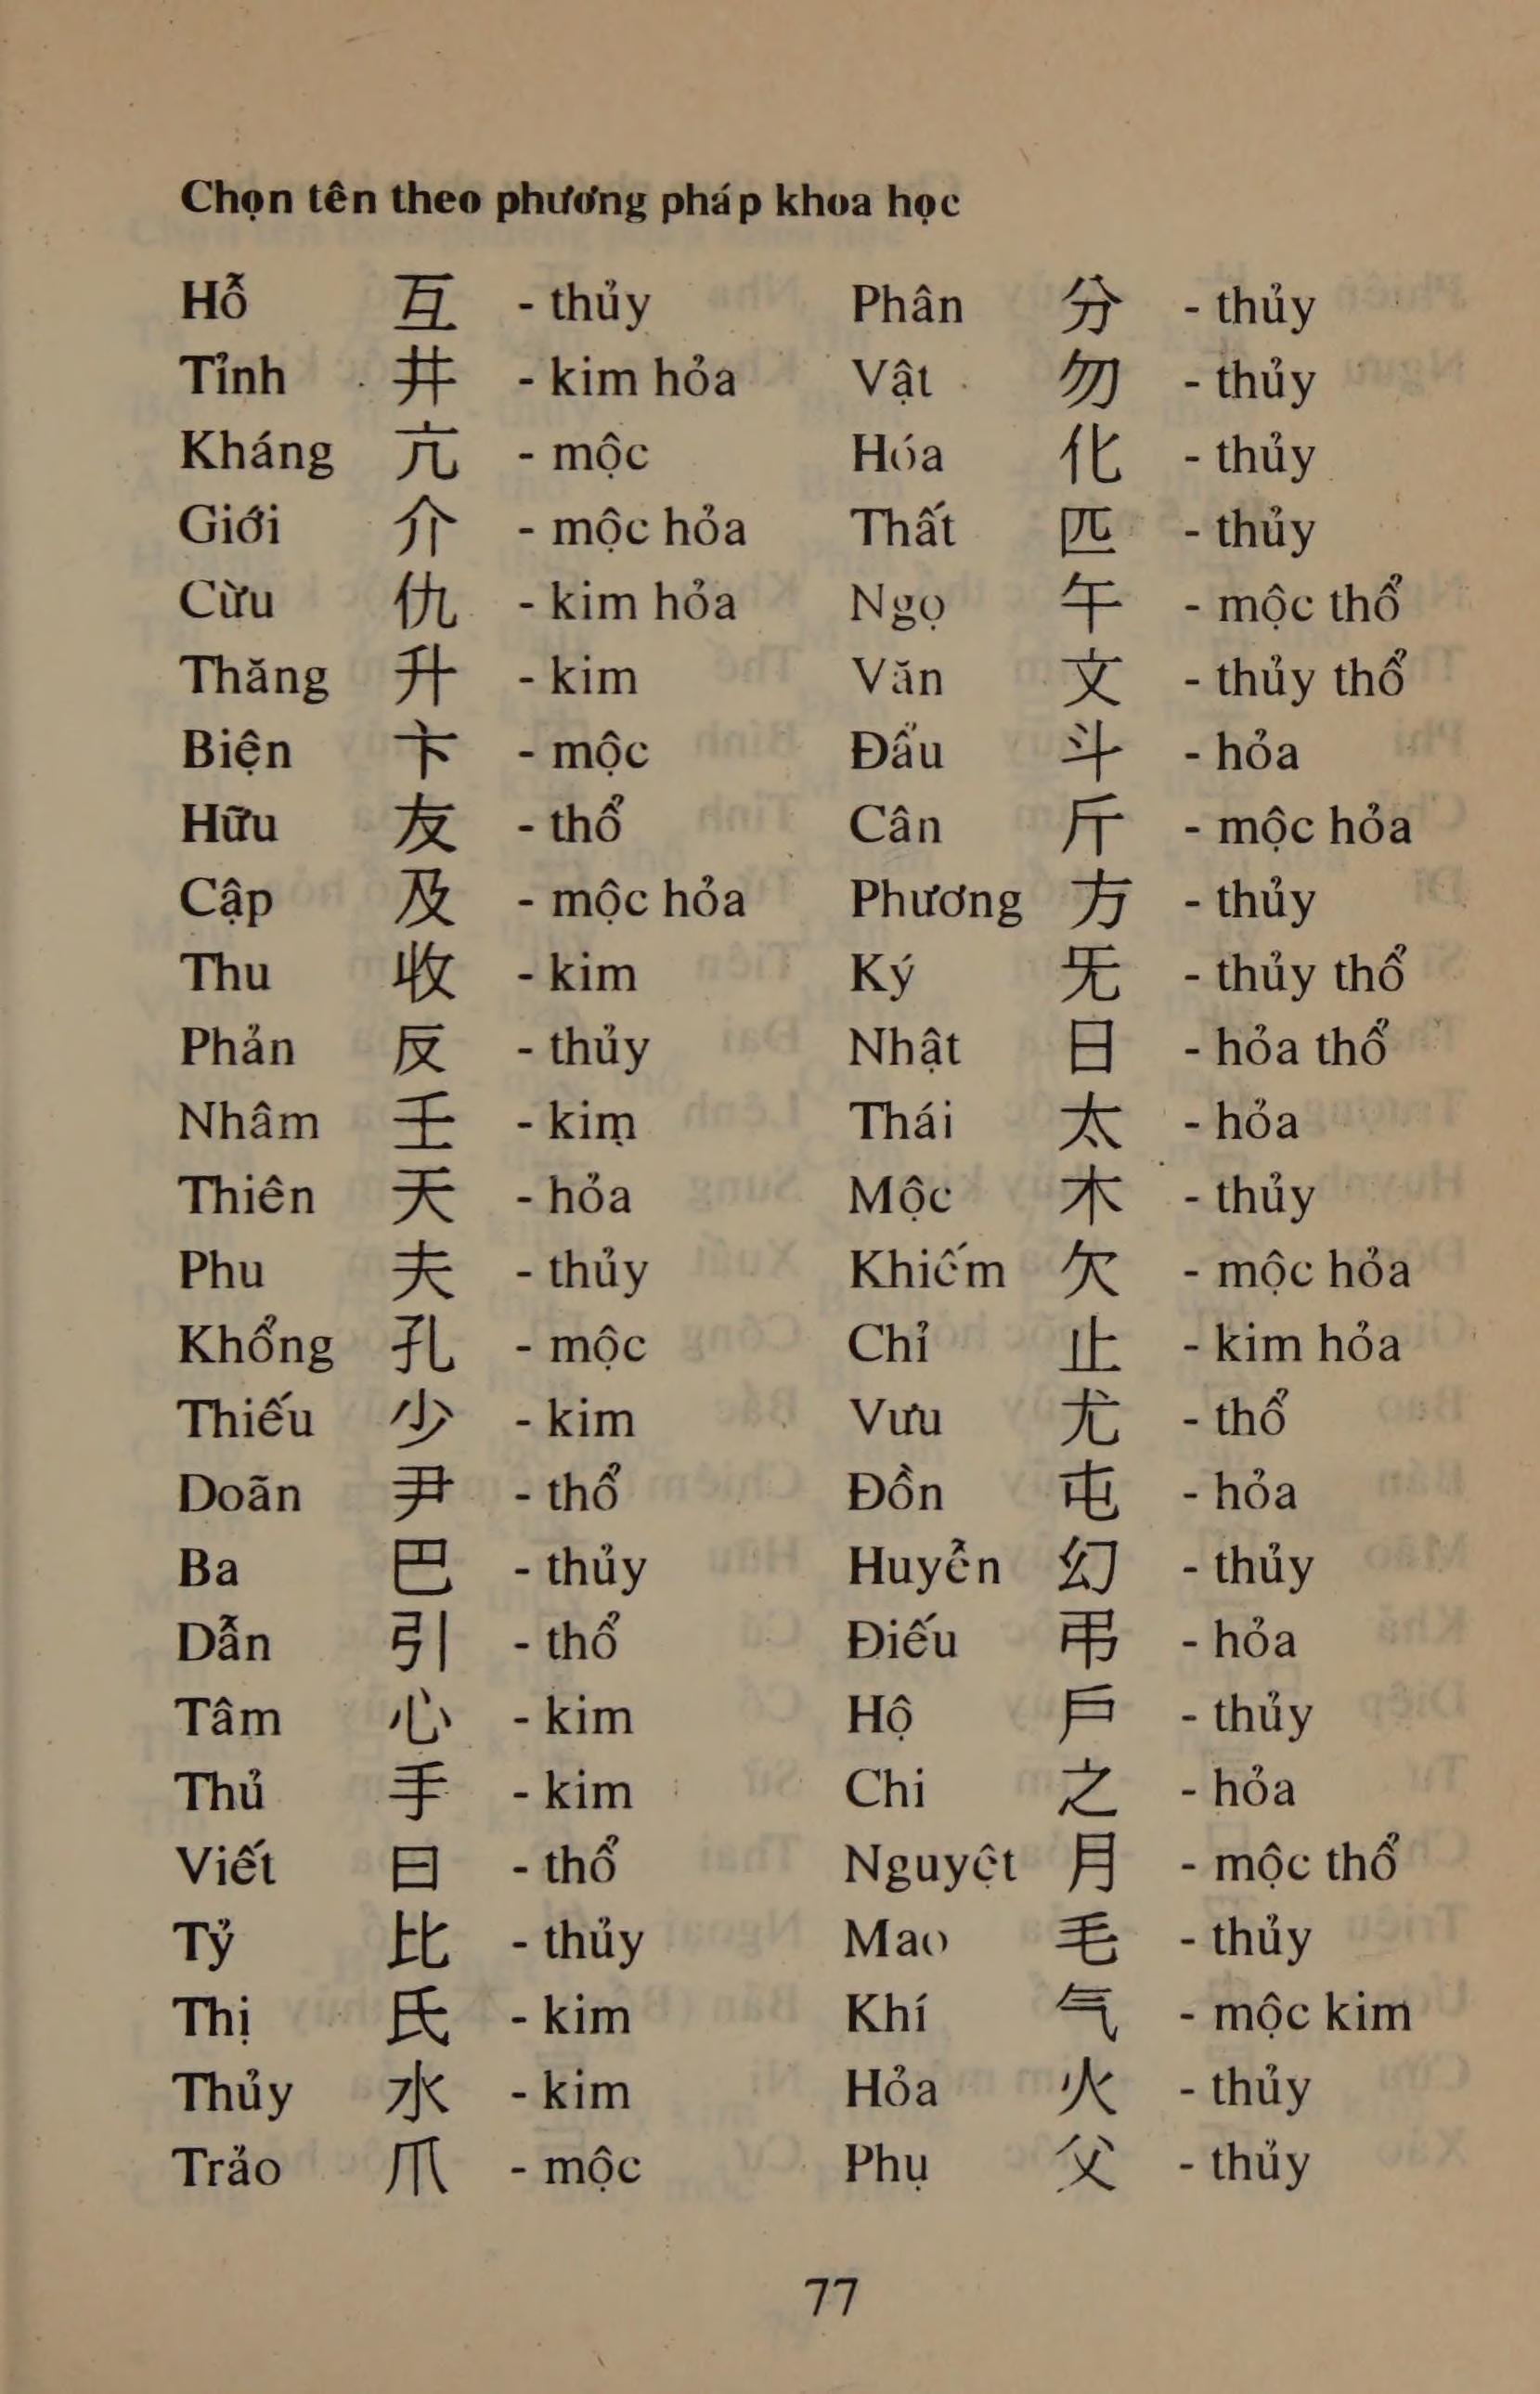 Chọn tên theo phương pháp khoa học
Hỗ 互 - thủy Phân 分 - thủy
Tỉnh 井 - kim hỏa Vật 勿 - thủy
Kháng 亢 - mộc Hóa 化 - thủy
Giới 介 - mộc hỏa Thất 匹 - thủy
Cừu 仇 - kim hỏa Ngọ 午 - mộc thổ
Thăng 升 - kim Văn 文 - thủy thổ
Biện 卞 - mộc Đẩu 斗 - hỏa
Hữu 友 - thổ Cân 斤 - mộc hỏa
Cập 及 - mộc hỏa Phương 方 - thủy
Thu 收 - kim Ký 旡 - thủy thổ
Phản 反 - thủy Nhật 日 - hỏa thổ
Nhâm 壬 - kim Thái 太 - hỏa
Thiên 天 - hỏa Mộc 木 - thủy
Phu 夫 - thủy Khiếm 欠 - mộc hỏa
Khổng 孔 - mộc Chỉ 止 - kim hỏa
Thiếu 少 - kim Vưu 尤 - thổ
Doãn 尹 - thổ Đồn 屯 - hỏa
Ba 巴 - thủy Huyễn 幻 - thủy
Dẫn 引 - thổ Điếu 弔 - hỏa
Tâm 心 - kim Hộ 戶 - thủy
Thủ 手 - kim Chi 之 - hỏa
Viết 曰 - thổ Nguyệt 月 - mộc thổ
Tỷ 比 - thủy Mao 毛 - thủy
Thị 氏 - kim Khí 气 - mộc kim
Thủy 水 - kim Hỏa 火 - thủy
Trảo 爪 - mộc Phụ 父 - thủy
77